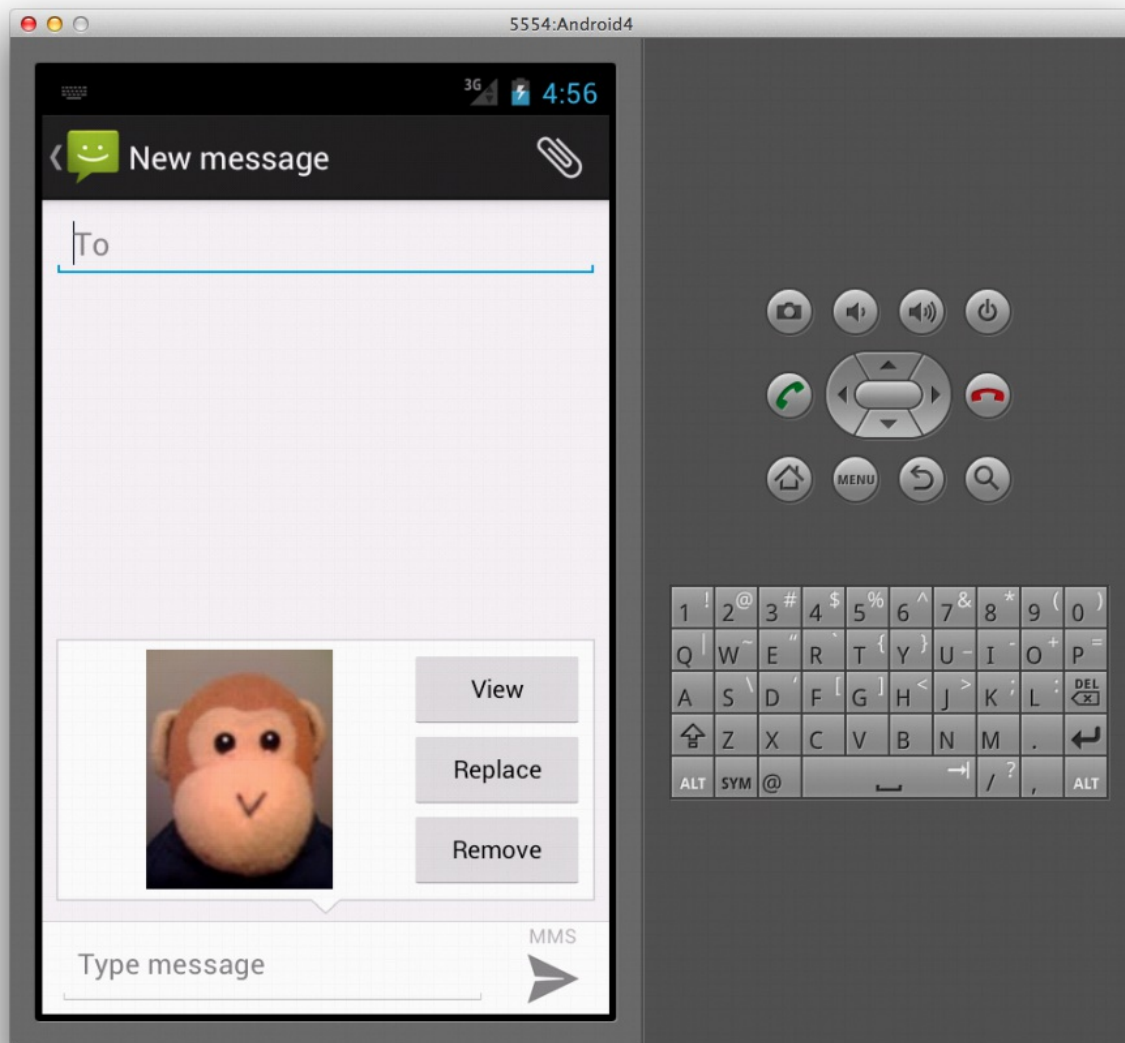 5554:Android4
3G 4:56
New message
To
View
Replace
Remove
MMS
Type message
MENU
1 ! 2 @ 3 # 4 $ 5 % 6 ^ 7 & 8 * 9 ( 0 )
Q | W ~ E " R ` T { Y } U _ I - O + P =
A S \ D ' F [ G ] H < J > K ; L : DEL
Z X C V B N M .
ALT SYM @ / ? , ALT